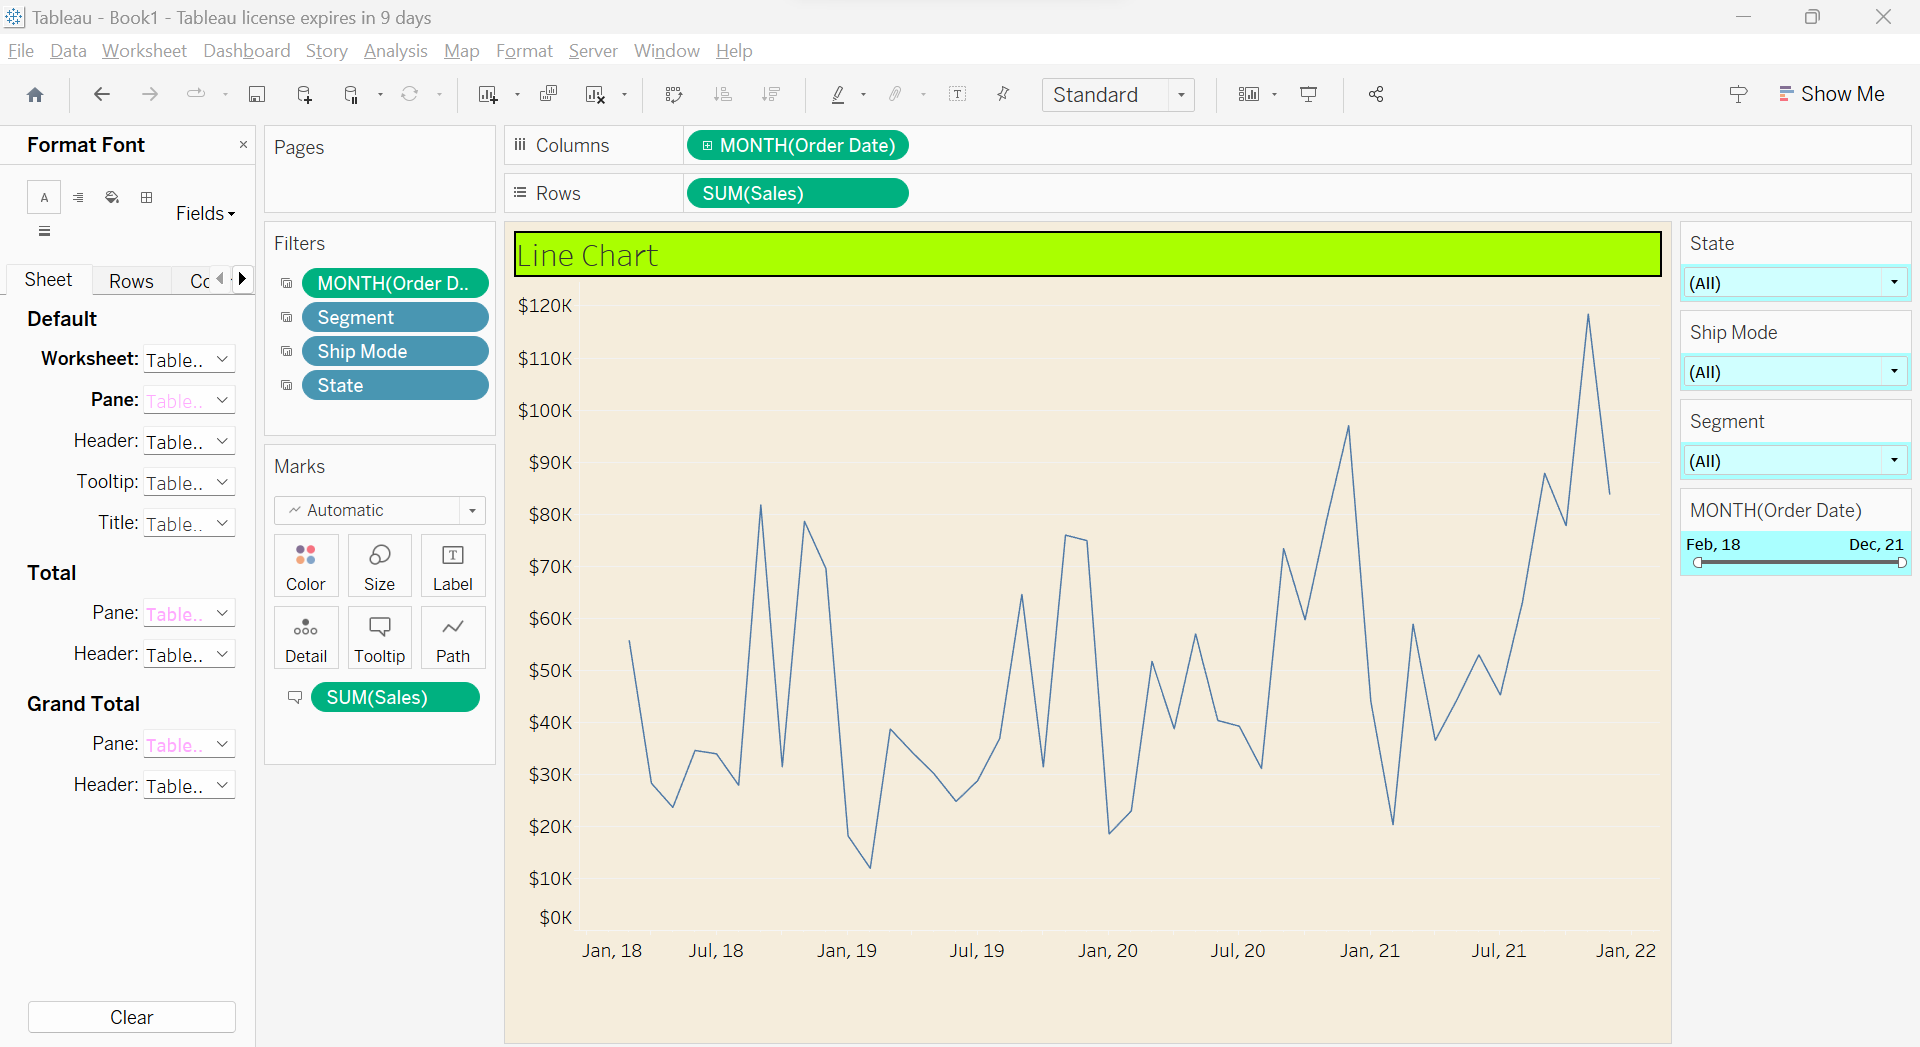 Tableau - Book1 - Tableau license expires in 9 days
File Data Worksheet Dashboard Story Analysis Map Format Server Window Help
Standard
Show Me
Format Font
Fields
Sheet Rows Co
Default
Worksheet: Table..
Pane: Table..
Header: Table..
Tooltip: Table..
Title: Table..
Total
Pane: Table..
Header: Table..
Grand Total
Pane: Table..
Header: Table..
Clear
Pages
Filters
MONTH(Order D..
Segment
Ship Mode
State
Marks
Automatic
Color Size Label
Detail Tooltip Path
SUM(Sales)
Columns MONTH(Order Date)
Rows SUM(Sales)
Line Chart
$120K
$110K
$100K
$90K
$80K
$70K
$60K
$50K
$40K
$30K
$20K
$10K
$0K
Jan, 18 Jul, 18 Jan, 19 Jul, 19 Jan, 20 Jul, 20 Jan, 21 Jul, 21 Jan, 22
State
(All)
Ship Mode
(All)
Segment
(All)
MONTH(Order Date)
Feb, 18 Dec, 21